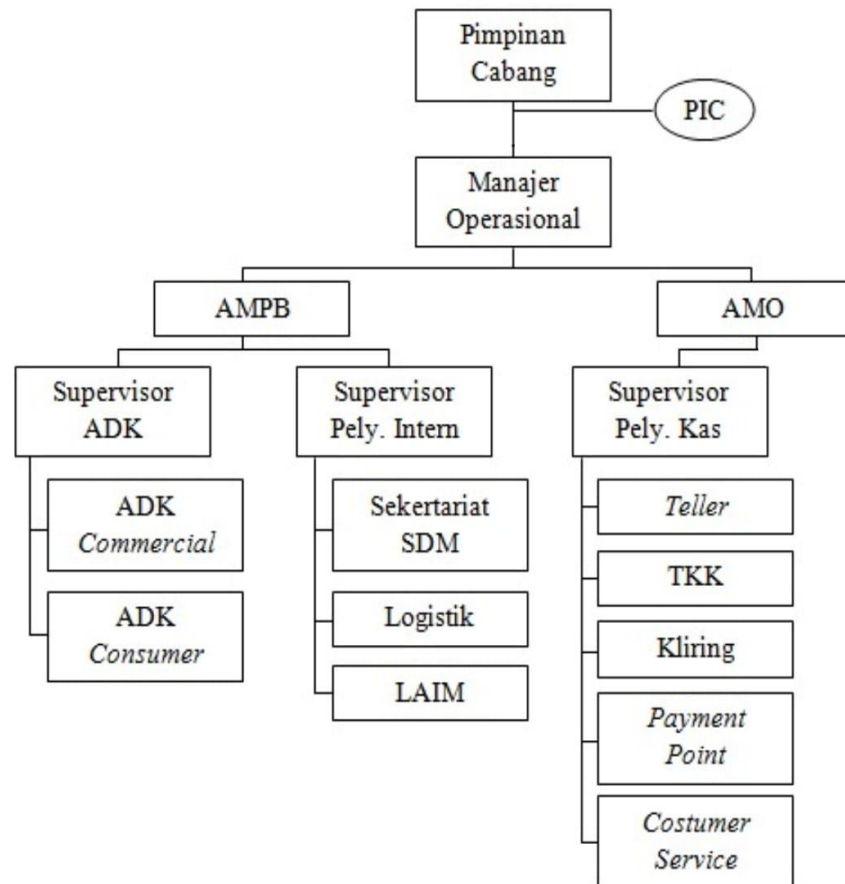 Pimpinan
Cabang
PIC
Manajer
Operasional
AMPB
AMO
Supervisor
ADK
Supervisor
Pely. Intern
Supervisor
Pely. Kas
ADK
Commercial
ADK
Consumer
Sekertariat
SDM
Logistik
LAIM
Teller
TKK
Kliring
Payment
Point
Costumer
Service